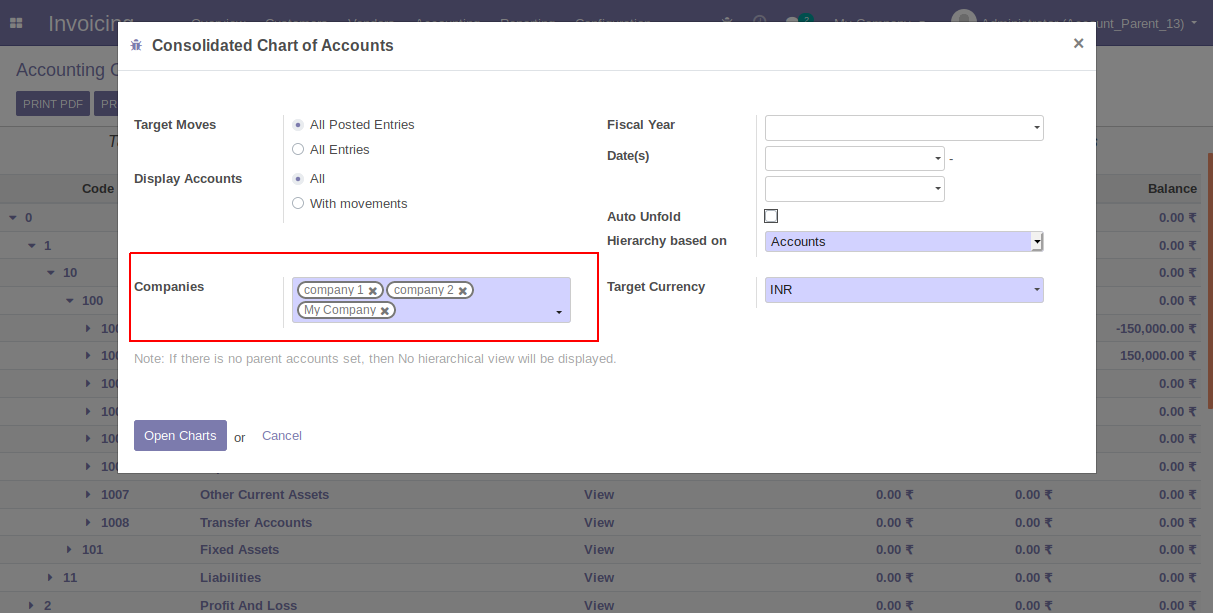 Invoicing
My Company
Administrator (Account_Parent_13)
Consolidated Chart of Accounts
×
Accounting
PRINT PDF
Target Moves
All Posted Entries
All Entries
Display Accounts
All
With movements
Fiscal Year
Date(s)
-
Auto Unfold
Hierarchy based on
Accounts
Companies
company 1
company 2
My Company
Target Currency
INR
Note: If there is no parent accounts set, then No hierarchical view will be displayed.
Open Charts or Cancel
Code Balance
0 0.00 ₹
1 0.00 ₹
10 0.00 ₹
100 0.00 ₹
-150,000.00 ₹
150,000.00 ₹
0.00 ₹
0.00 ₹
0.00 ₹
0.00 ₹
1007 Other Current Assets View 0.00 ₹ 0.00 ₹ 0.00 ₹
1008 Transfer Accounts View 0.00 ₹ 0.00 ₹ 0.00 ₹
101 Fixed Assets View 0.00 ₹ 0.00 ₹ 0.00 ₹
11 Liabilities View 0.00 ₹ 0.00 ₹ 0.00 ₹
2 Profit And Loss View 0.00 ₹ 0.00 ₹ 0.00 ₹